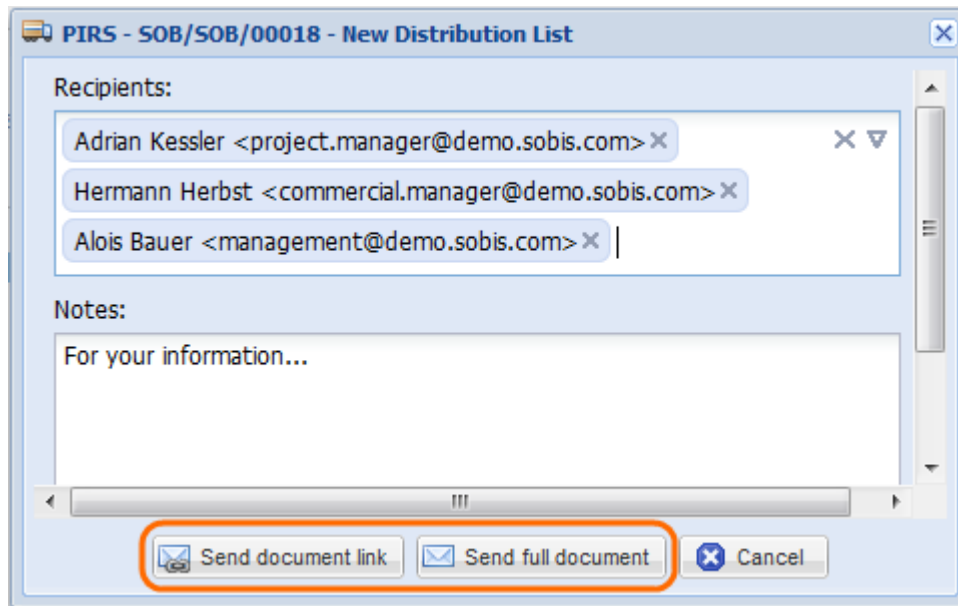 PIRS - SOB/SOB/00018 - New Distribution List
Recipients:
Adrian Kessler <project.manager@demo.sobis.com>
Hermann Herbst <commercial.manager@demo.sobis.com>
Alois Bauer <management@demo.sobis.com>
Notes:
For your information...
Send document link Send full document Cancel